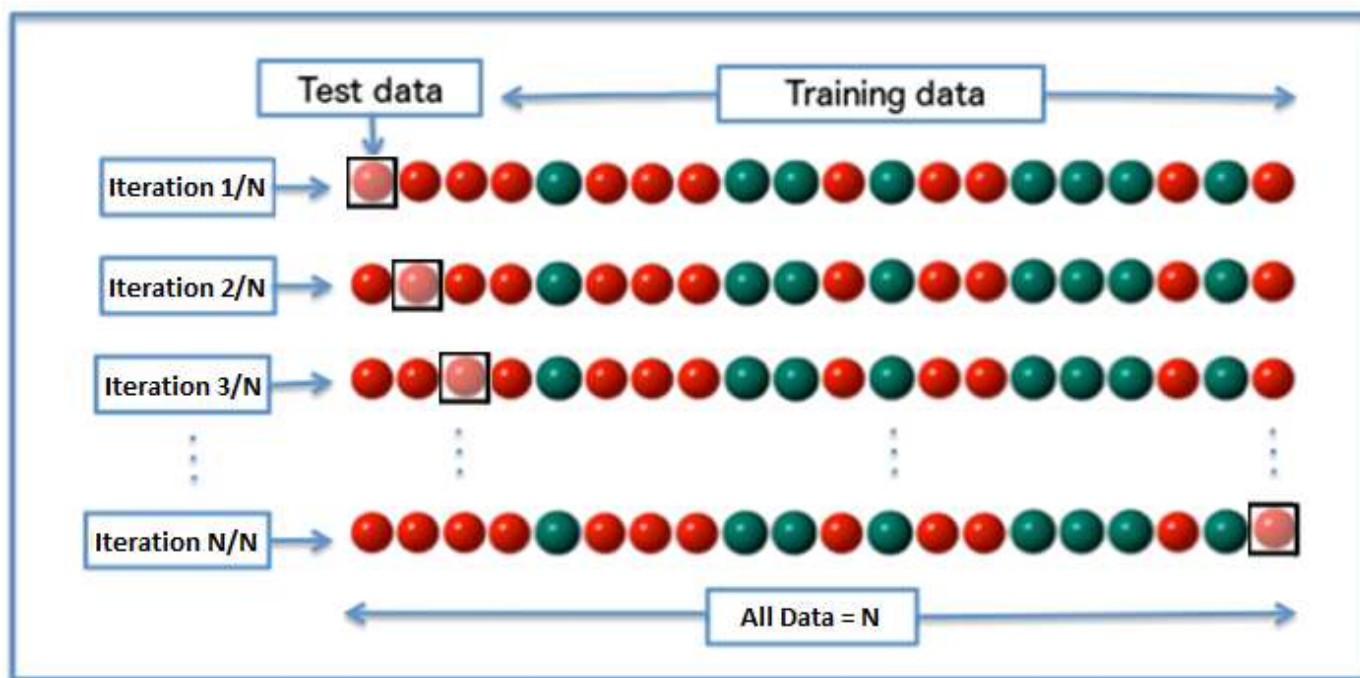 Test data
Training data
Iteration 1/N
Iteration 2/N
Iteration 3/N
Iteration N/N
All Data = N